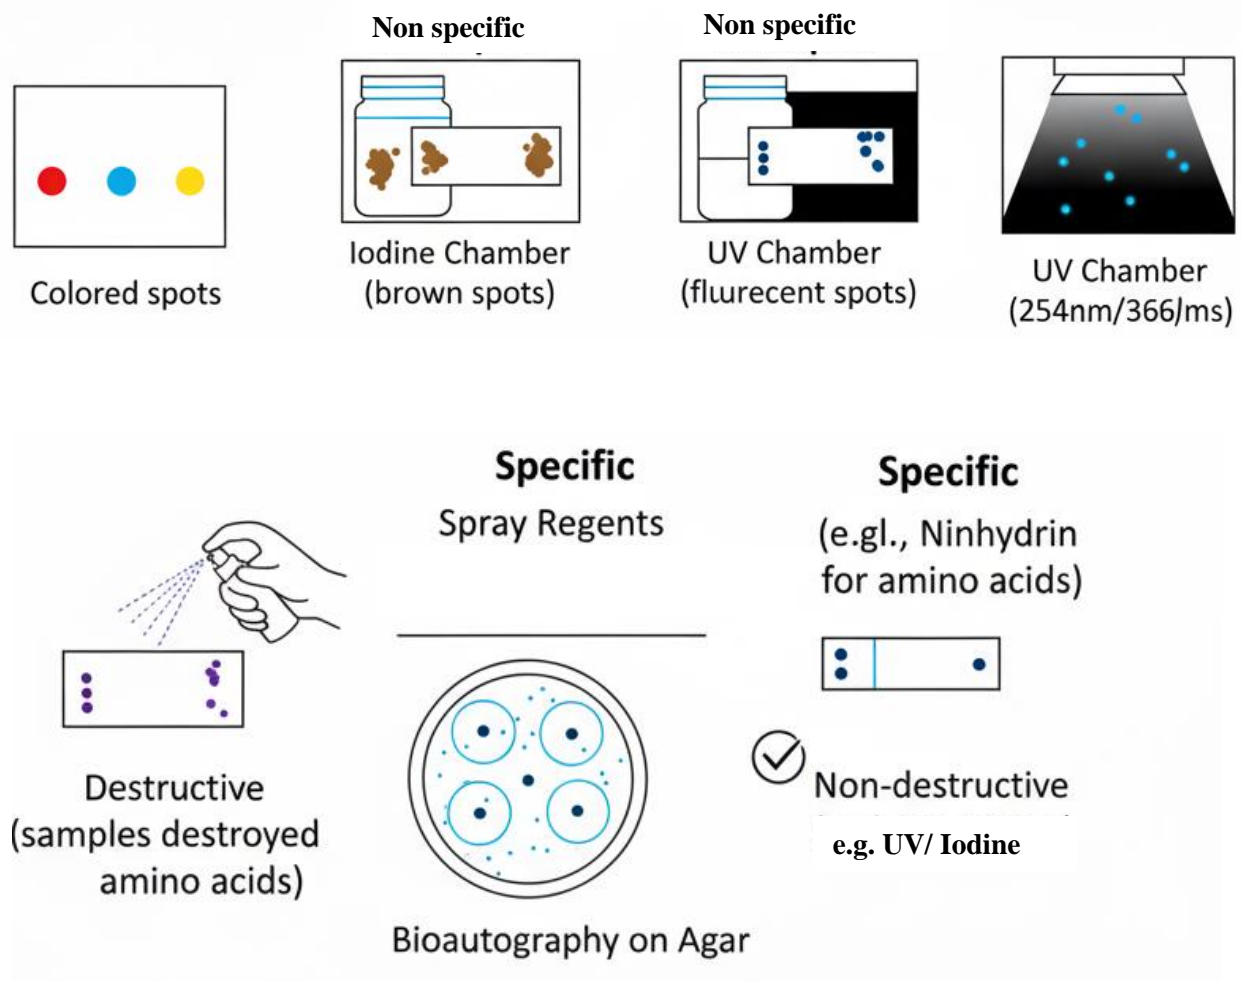 Non specific
Non specific
Colored spots
Iodine Chamber
(brown spots)
UV Chamber
(fluurecent spots)
UV Chamber
(254nm/366/ms)
Specific
Spray Regents
Specific
(e.gl., Ninhydrin
for amino acids)
Destructive
(samples destroyed
amino acids)
Bioautography on Agar
Non-destructive
e.g. UV/ Iodine